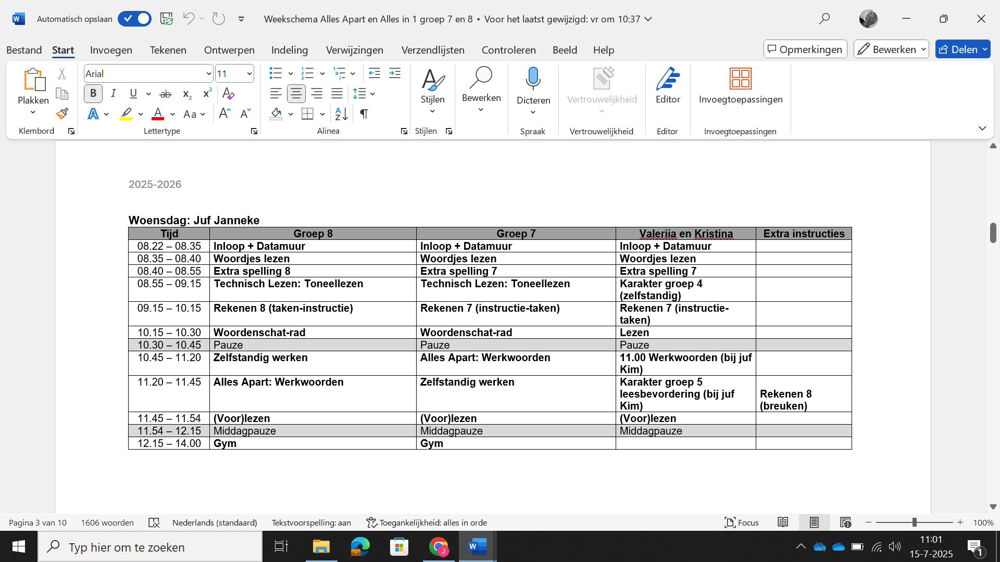 Automatisch opslaan
Weekschema Alles Apart en Alles in 1 groep 7 en 8 • Voor het laatst gewijzigd: vr om 10:37
Bestand Start Invoegen Tekenen Ontwerpen Indeling Verwijzingen Verzendlijsten Controleren Beeld Help
Opmerkingen Bewerken Delen
Plakken
Klembord
Arial 11
Lettertype
Alinea
Stijlen
Stijlen
Bewerken
Dicteren
Spraak
Vertrouwelijkheid
Vertrouwelijkheid
Editor
Editor
Invoegtoepassingen
Invoegtoepassingen
2025-2026
Woensdag: Juf Janneke
Tijd Groep 8 Groep 7 Valeriia en Kristina Extra instructies
08.22 – 08.35 Inloop + Datamuur Inloop + Datamuur Inloop + Datamuur
08.35 – 08.40 Woordjes lezen Woordjes lezen Woordjes lezen
08.40 – 08.55 Extra spelling 8 Extra spelling 7 Extra spelling 7
08.55 – 09.15 Technisch Lezen: Toneellezen Technisch Lezen: Toneellezen Karakter groep 4
(zelfstandig)
09.15 – 10.15 Rekenen 8 (taken-instructie) Rekenen 7 (instructie-taken) Rekenen 7 (instructie-
taken)
10.15 – 10.30 Woordenschat-rad Woordenschat-rad Lezen
10.30 – 10.45 Pauze Pauze Pauze
10.45 – 11.20 Zelfstandig werken Alles Apart: Werkwoorden 11.00 Werkwoorden (bij juf
Kim)
11.20 – 11.45 Alles Apart: Werkwoorden Zelfstandig werken Karakter groep 5
leesbevordering (bij juf Rekenen 8
Kim) (breuken)
11.45 – 11.54 (Voor)lezen (Voor)lezen (Voor)lezen
11.54 – 12.15 Middagpauze Middagpauze Middagpauze
12.15 – 14.00 Gym Gym
Pagina 3 van 10 1606 woorden Nederlands (standaard) Tekstvoorspelling: aan Toegankelijkheid: alles in orde Focus 100%
Typ hier om te zoeken
11:01
15-7-2025
1